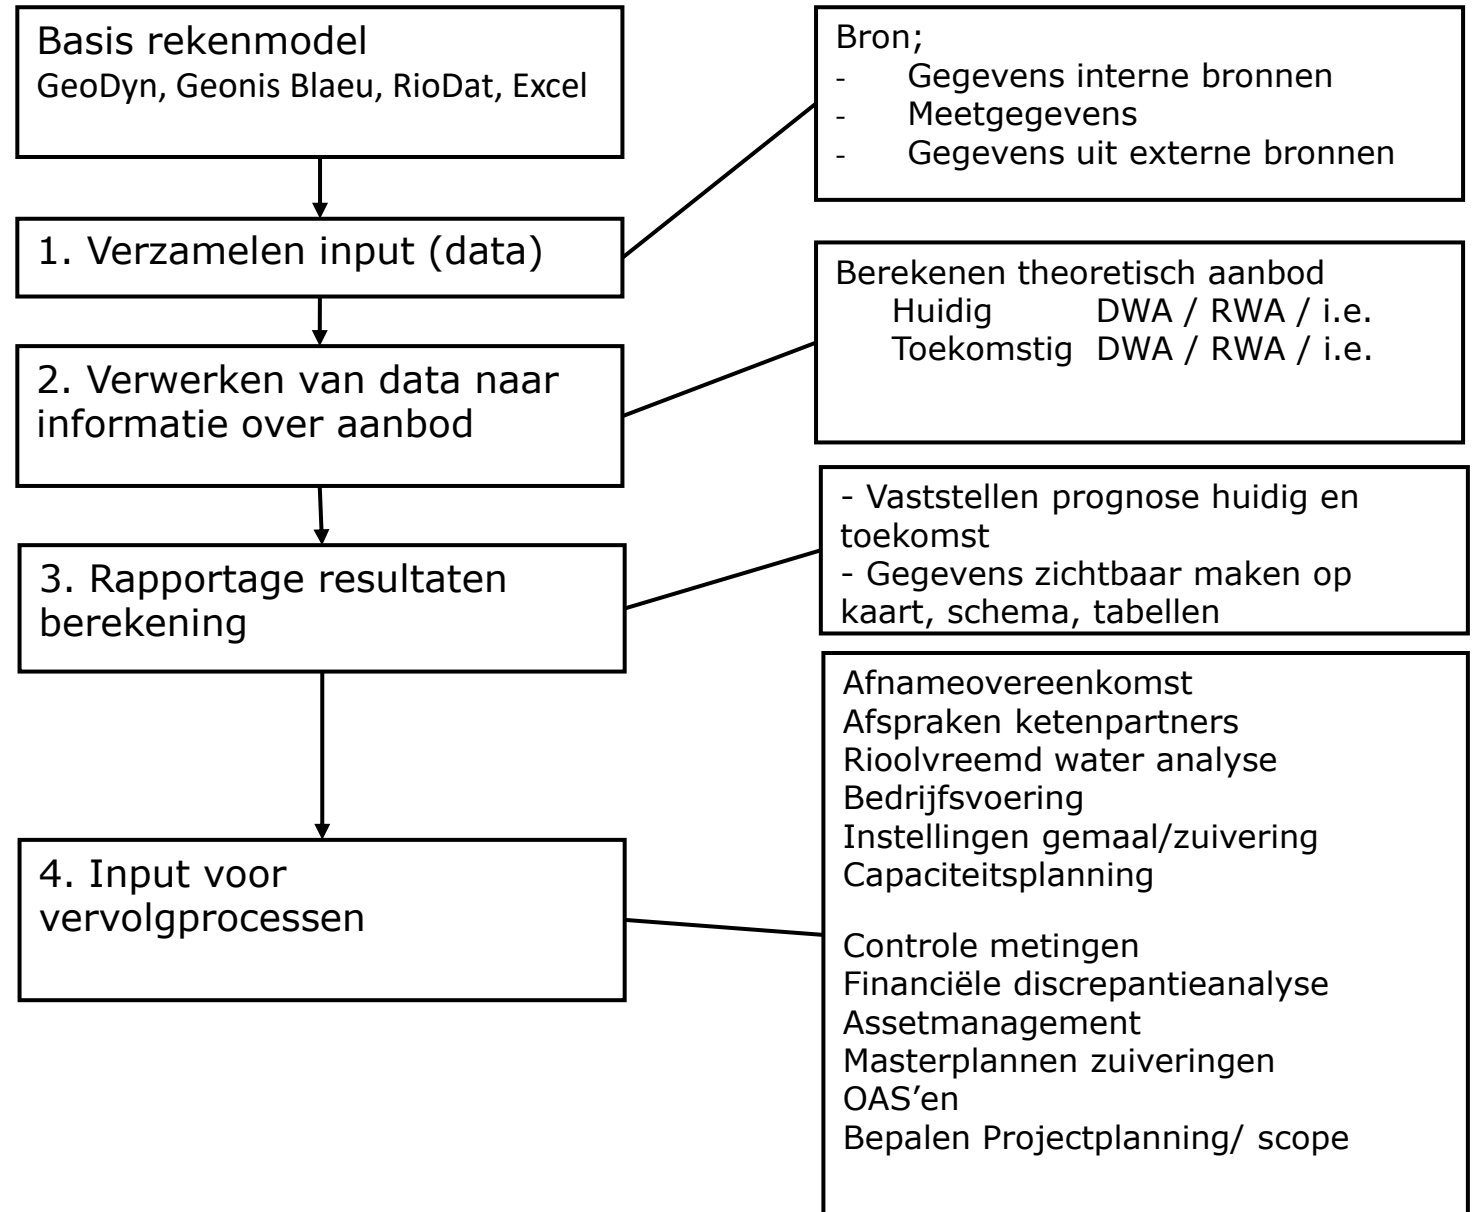 Basis rekenmodel
GeoDyn, Geonis Blaeu, RioDat, Excel
Bron;
- Gegevens interne bronnen
- Meetgegevens
- Gegevens uit externe bronnen
1. Verzamelen input (data)
Berekenen theoretisch aanbod
Huidig DWA / RWA / i.e.
Toekomstig DWA / RWA / i.e.
2. Verwerken van data naar
informatie over aanbod
- Vaststellen prognose huidig en
toekomst
- Gegevens zichtbaar maken op
kaart, schema, tabellen
3. Rapportage resultaten
berekening
Afnameovereenkomst
Afspraken ketenpartners
Rioolvreemd water analyse
Bedrijfsvoering
Instellingen gemaal/zuivering
Capaciteitsplanning
Controle metingen
Financiële discrepantieanalyse
Assetmanagement
Masterplannen zuiveringen
OAS’en
Bepalen Projectplanning/ scope
4. Input voor
vervolgprocessen